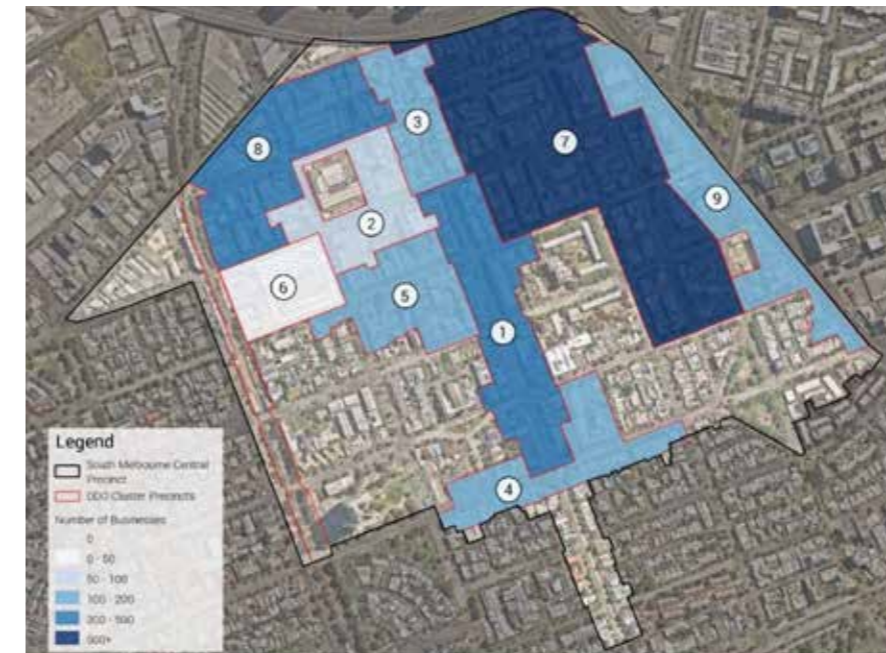 8
3
7
9
2
6
5
1
4
Legend
South Melbourne Central
Precinct
DDO Cluster Precincts
Number of Businesses
0
0 - 50
50 - 100
100 - 200
200 - 500
500+